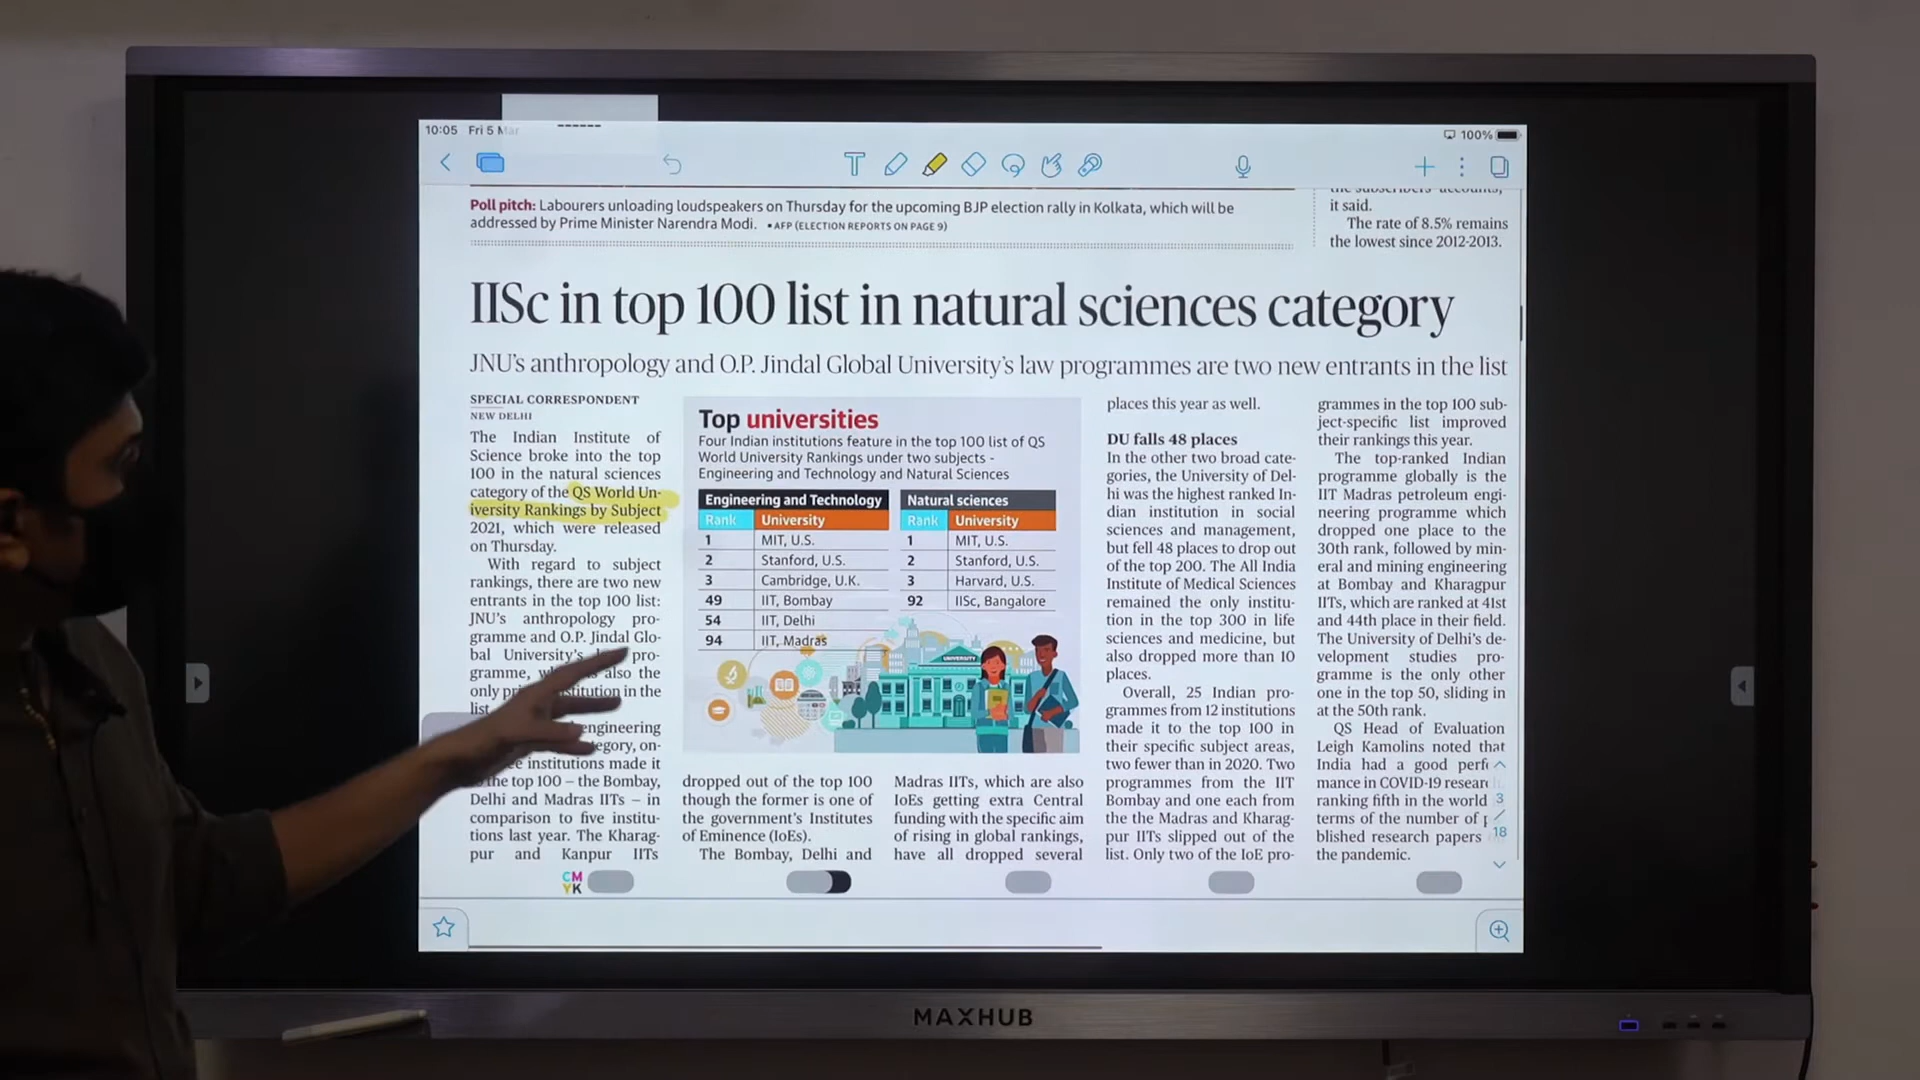 10:05 Fri 5 Mar
100%
the subscribers' accounts,
it said.
The rate of 8.5% remains
the lowest since 2012-2013.
Poll pitch: Labourers unloading loudspeakers on Thursday for the upcoming BJP election rally in Kolkata, which will be
addressed by Prime Minister Narendra Modi. • AFP (ELECTION REPORTS ON PAGE 9)
IISc in top 100 list in natural sciences category
JNU's anthropology and O.P. Jindal Global University's law programmes are two new entrants in the list
SPECIAL CORRESPONDENT
NEW DELHI
The Indian Institute of
Science broke into the top
100 in the natural sciences
category of the QS World Un-
iversity Rankings by Subject
2021, which were released
on Thursday.
With regard to subject
rankings, there are two new
entrants in the top 100 list:
JNU's anthropology pro-
gramme and O.P. Jindal Glo-
bal University's pro-
gramme, also the
only institution in the
list.
engineering
on-
institutions made it
the top 100 – the Bombay,
Delhi and Madras IITs – in
comparison to five institu-
tions last year. The Kharag-
pur and Kanpur IITs
Top universities
Four Indian institutions feature in the top 100 list of QS
World University Rankings under two subjects -
Engineering and Technology and Natural Sciences
Engineering and Technology
Rank University
1 MIT, U.S.
2 Stanford, U.S.
3 Cambridge, U.K.
49 IIT, Bombay
54 IIT, Delhi
94 IIT, Madras
Natural sciences
Rank University
1 MIT, U.S.
2 Stanford, U.S.
3 Harvard, U.S.
92 IISc, Bangalore
UNIVERSITY
dropped out of the top 100
though the former is one of
the government's Institutes
of Eminence (IoEs).
The Bombay, Delhi and
Madras IITs, which are also
IoEs getting extra Central
funding with the specific aim
of rising in global rankings,
have all dropped several
places this year as well.
DU falls 48 places
In the other two broad cate-
gories, the University of Del-
hi was the highest ranked In-
dian institution in social
sciences and management,
but fell 48 places to drop out
of the top 200. The All India
Institute of Medical Sciences
remained the only institu-
tion in the top 300 in life
sciences and medicine, but
also dropped more than 10
places.
Overall, 25 Indian pro-
grammes from 12 institutions
made it to the top 100 in
their specific subject areas,
two fewer than in 2020. Two
programmes from the IIT
Bombay and one each from
the the Madras and Kharag-
pur IITs slipped out of the
list. Only two of the IoE pro-
grammes in the top 100 sub-
ject-specific list improved
their rankings this year.
The top-ranked Indian
programme globally is the
IIT Madras petroleum engi-
neering programme which
dropped one place to the
30th rank, followed by min-
eral and mining engineering
at Bombay and Kharagpur
IITs, which are ranked at 41st
and 44th place in their field.
The University of Delhi's de-
velopment studies pro-
gramme is the only other
one in the top 50, sliding in
at the 50th rank.
QS Head of Evaluation
Leigh Kamolins noted that
India had a good
mance in COVID-19
ranking fifth in the world
terms of the number of
blished research papers
the pandemic.
3
/
18
CM
YK
MAXHUB